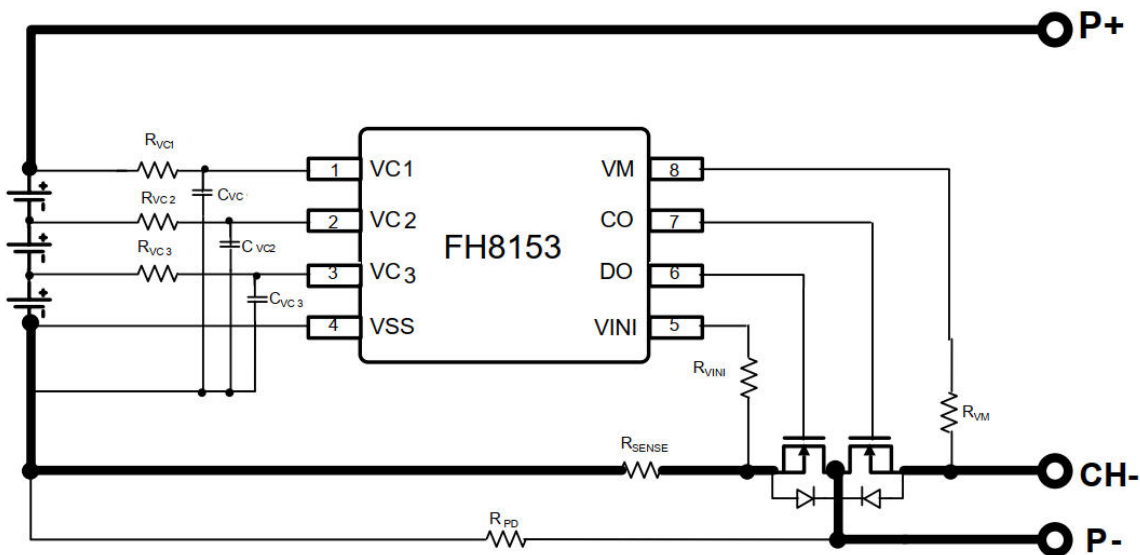 P+
RVC1
1 VC1
VM 8
CVC
RVC2
2 VC2
CO 7
CVC2
FH8153
RVC3
3 VC3
DO 6
CVC3
4 VSS
VINI 5
RVINI
RVM
RSENSE
CH-
RPD
P-
+
+
+